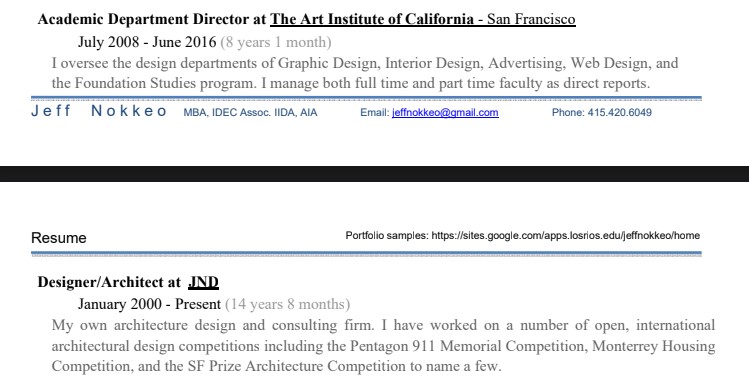 Academic Department Director at The Art Institute of California - San Francisco
July 2008 - June 2016 (8 years 1 month)
I oversee the design departments of Graphic Design, Interior Design, Advertising, Web Design, and
the Foundation Studies program. I manage both full time and part time faculty as direct reports.
Jeff Nokkeo MBA, IDEC Assoc. IIDA, AIA Email: jeffnokkeo@gmail.com Phone: 415.420.6049
Resume Portfolio samples: https://sites.google.com/apps.losrios.edu/jeffnokkeo/home
Designer/Architect at JND
January 2000 - Present (14 years 8 months)
My own architecture design and consulting firm. I have worked on a number of open, international
architectural design competitions including the Pentagon 911 Memorial Competition, Monterrey Housing
Competition, and the SF Prize Architecture Competition to name a few.